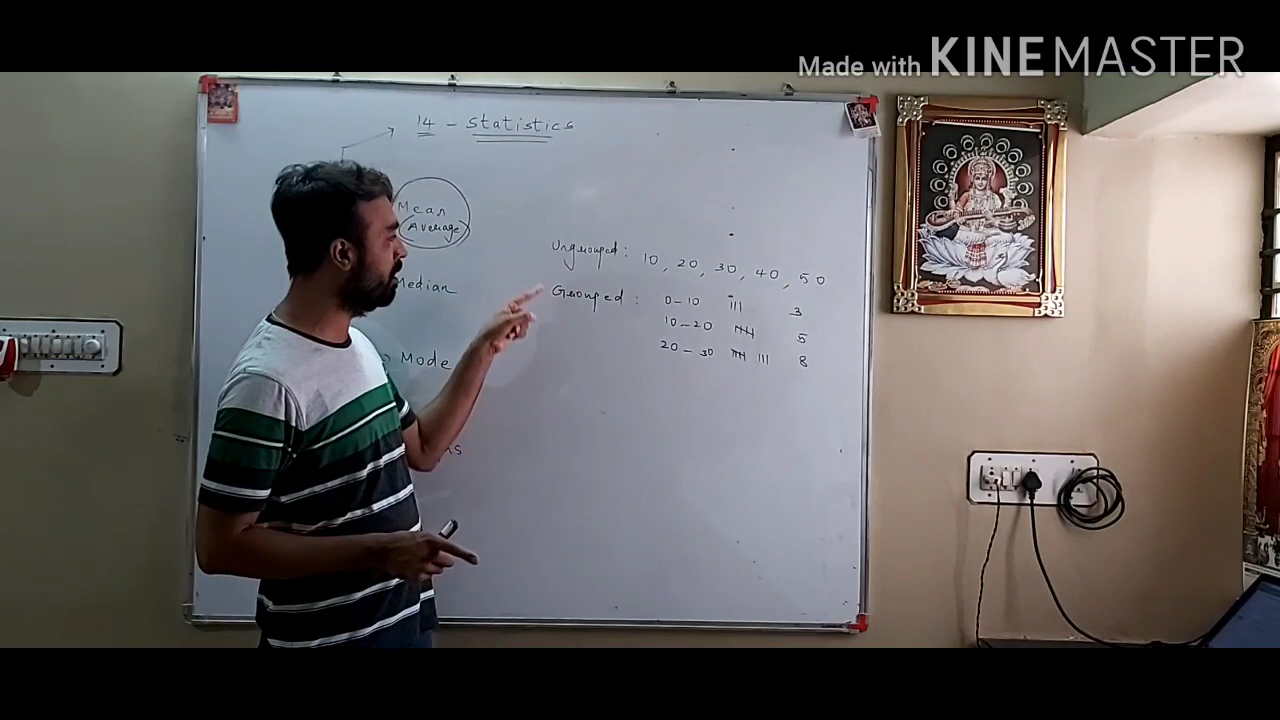 Made with KINEMASTER
14 - Statistics
Mean
Average
Median
Mode
Ungrouped : 10, 20, 30, 40, 50
Grouped : 0-10 ||| 3
10-20 5
20-30 ||| 8